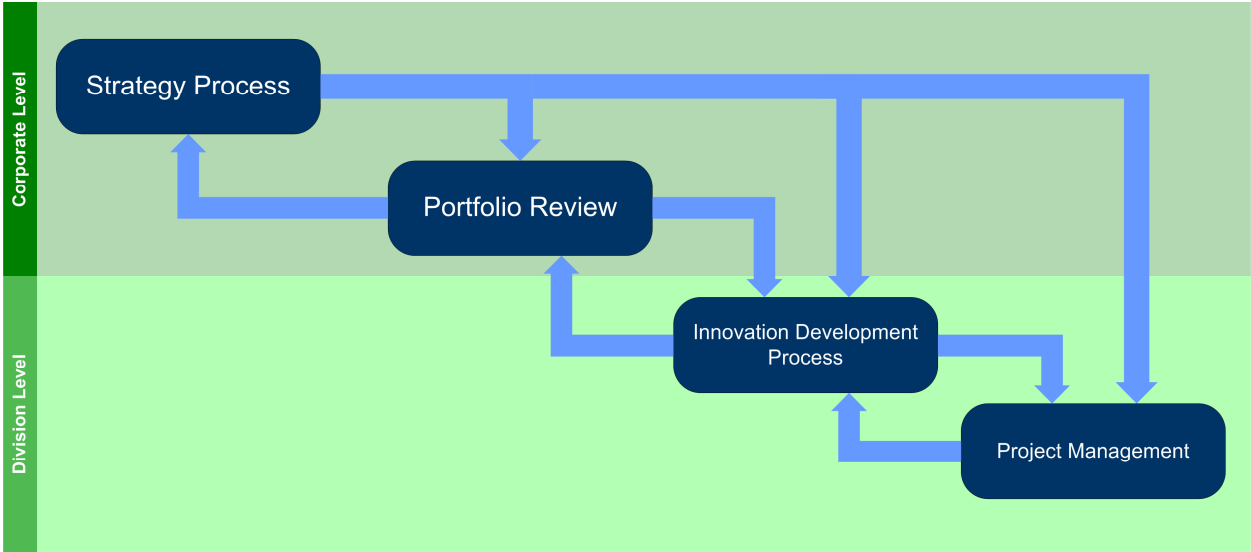 Corporate Level
Strategy Process
Portfolio Review
Division Level
Innovation Development
Process
Project Management